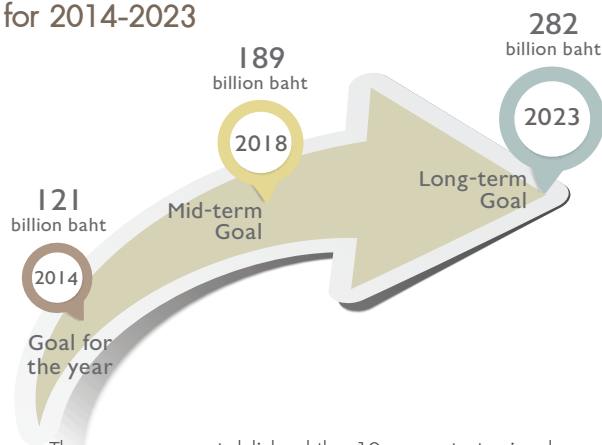 for 2014-2023
282
billion baht
2023
Long-term
Goal
189
billion baht
2018
Mid-term
Goal
121
billion baht
2014
Goal for
the year